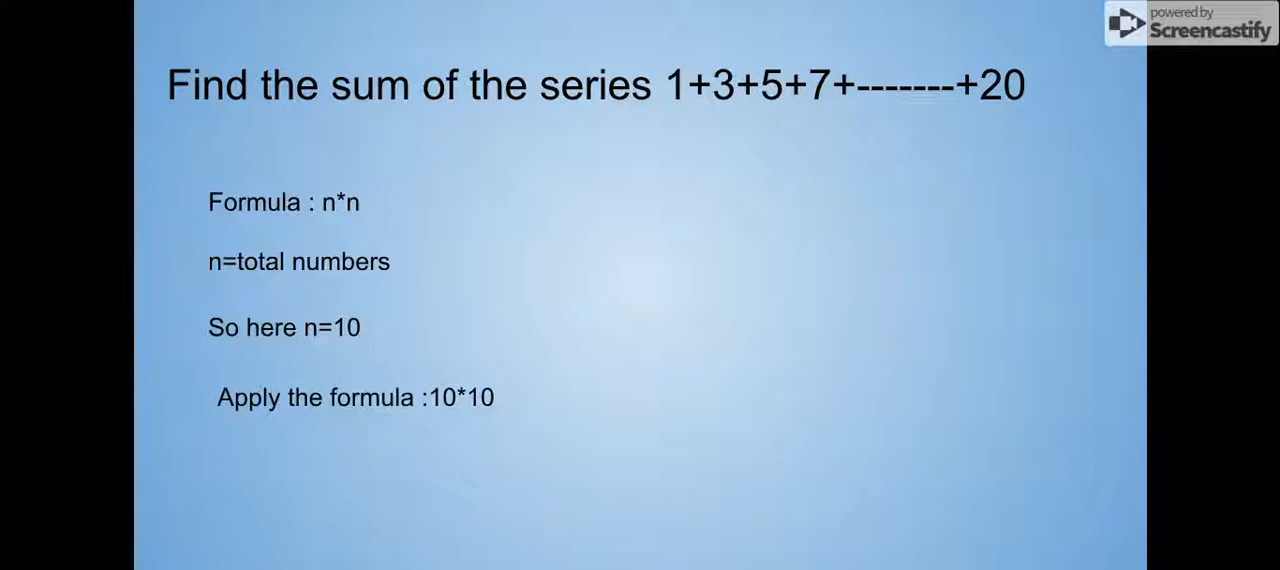 powered by
Screencastify
Find the sum of the series 1+3+5+7+-------+20
Formula : n*n
n=total numbers
So here n=10
Apply the formula :10*10